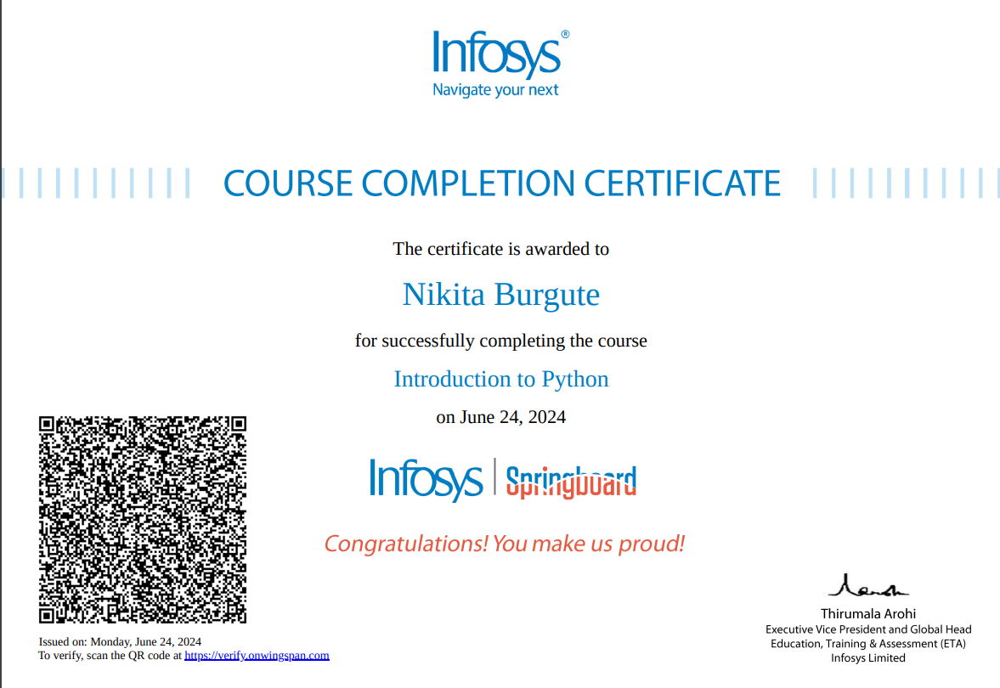 Infosys®
Navigate your next
COURSE COMPLETION CERTIFICATE
The certificate is awarded to
Nikita Burgute
for successfully completing the course
Introduction to Python
on June 24, 2024
Infosys | Springboard
Congratulations! You make us proud!
Issued on: Monday, June 24, 2024
To verify, scan the QR code at https://verify.onwingspan.com
Thirumala Arohi
Executive Vice President and Global Head
Education, Training & Assessment (ETA)
Infosys Limited